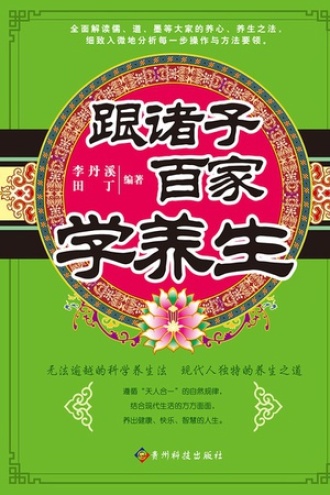 全面解读儒、道、墨等大家的养心、养生之法，
细致入微地分析每一步操作与方法要领。
跟诸子
百家
李丹溪
田丁
编著
学养生
无法逾越的科学养生法 现代人独特的养生之道
遵循“天人合一”的自然规律，
结合现代生活的方方面面，
养出健康、快乐、智慧的人生。
贵州科技出版社